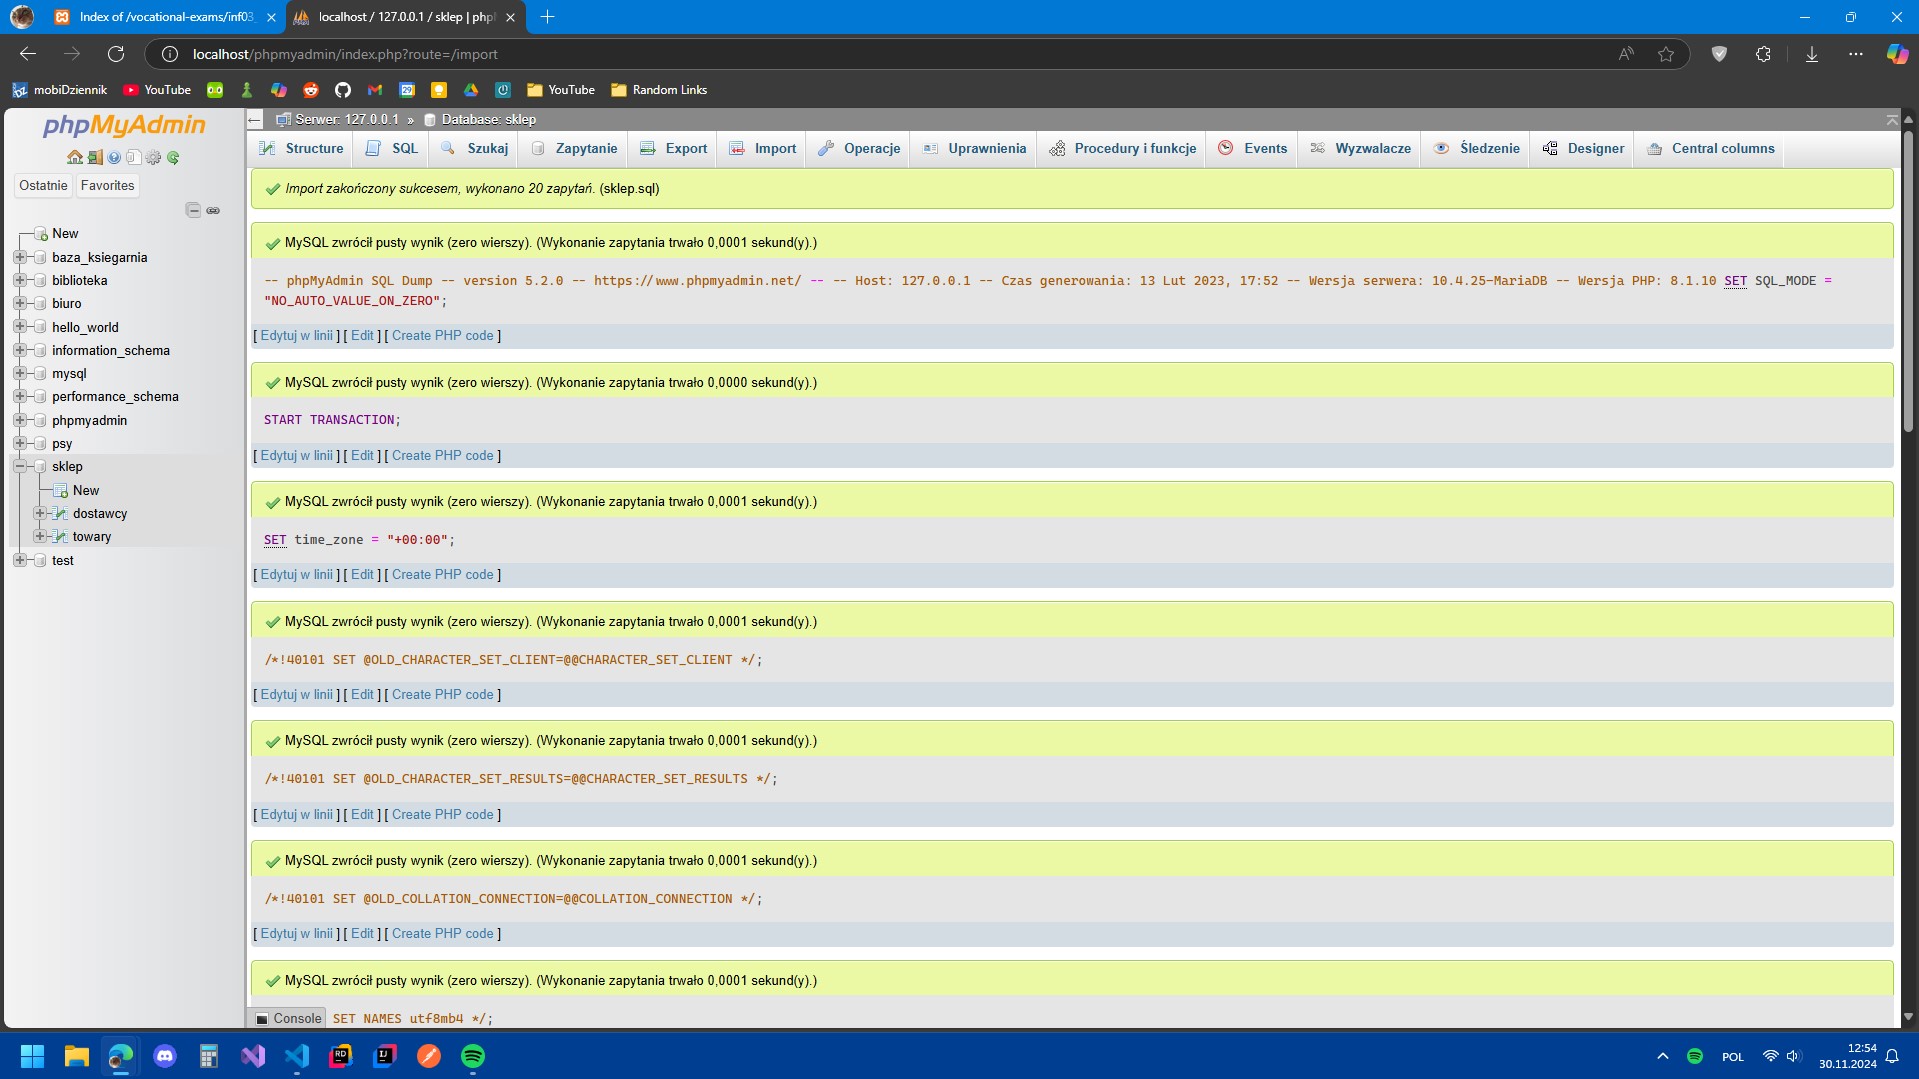 Index of /vocational-exams/inf03_
localhost / 127.0.0.1 / sklep | php
localhost/phpmyadmin/index.php?route=/import
mobiDziennik
YouTube
YouTube
Random Links
phpMyAdmin
Ostatnie
Favorites
New
baza_ksiegarnia
biblioteka
biuro
hello_world
information_schema
mysql
performance_schema
phpmyadmin
psy
sklep
New
dostawcy
towary
test
Serwer: 127.0.0.1 » Database: sklep
Structure SQL Szukaj Zapytanie Export Import Operacje Uprawnienia Procedury i funkcje Events Wyzwalacze Śledzenie Designer Central columns
Import zakończony sukcesem, wykonano 20 zapytań. (sklep.sql)
MySQL zwrócił pusty wynik (zero wierszy). (Wykonanie zapytania trwało 0,0001 sekund(y).)
-- phpMyAdmin SQL Dump -- version 5.2.0 -- https://www.phpmyadmin.net/ -- -- Host: 127.0.0.1 -- Czas generowania: 13 Lut 2023, 17:52 -- Wersja serwera: 10.4.25-MariaDB -- Wersja PHP: 8.1.10 SET SQL_MODE =
"NO_AUTO_VALUE_ON_ZERO";
[ Edytuj w linii ] [ Edit ] [ Create PHP code ]
MySQL zwrócił pusty wynik (zero wierszy). (Wykonanie zapytania trwało 0,0000 sekund(y).)
START TRANSACTION;
[ Edytuj w linii ] [ Edit ] [ Create PHP code ]
MySQL zwrócił pusty wynik (zero wierszy). (Wykonanie zapytania trwało 0,0001 sekund(y).)
SET time_zone = "+00:00";
[ Edytuj w linii ] [ Edit ] [ Create PHP code ]
MySQL zwrócił pusty wynik (zero wierszy). (Wykonanie zapytania trwało 0,0001 sekund(y).)
/*!40101 SET @OLD_CHARACTER_SET_CLIENT=@@CHARACTER_SET_CLIENT */;
[ Edytuj w linii ] [ Edit ] [ Create PHP code ]
MySQL zwrócił pusty wynik (zero wierszy). (Wykonanie zapytania trwało 0,0001 sekund(y).)
/*!40101 SET @OLD_CHARACTER_SET_RESULTS=@@CHARACTER_SET_RESULTS */;
[ Edytuj w linii ] [ Edit ] [ Create PHP code ]
MySQL zwrócił pusty wynik (zero wierszy). (Wykonanie zapytania trwało 0,0001 sekund(y).)
/*!40101 SET @OLD_COLLATION_CONNECTION=@@COLLATION_CONNECTION */;
[ Edytuj w linii ] [ Edit ] [ Create PHP code ]
MySQL zwrócił pusty wynik (zero wierszy). (Wykonanie zapytania trwało 0,0001 sekund(y).)
Console SET NAMES utf8mb4 */;
POL
12:54
30.11.2024